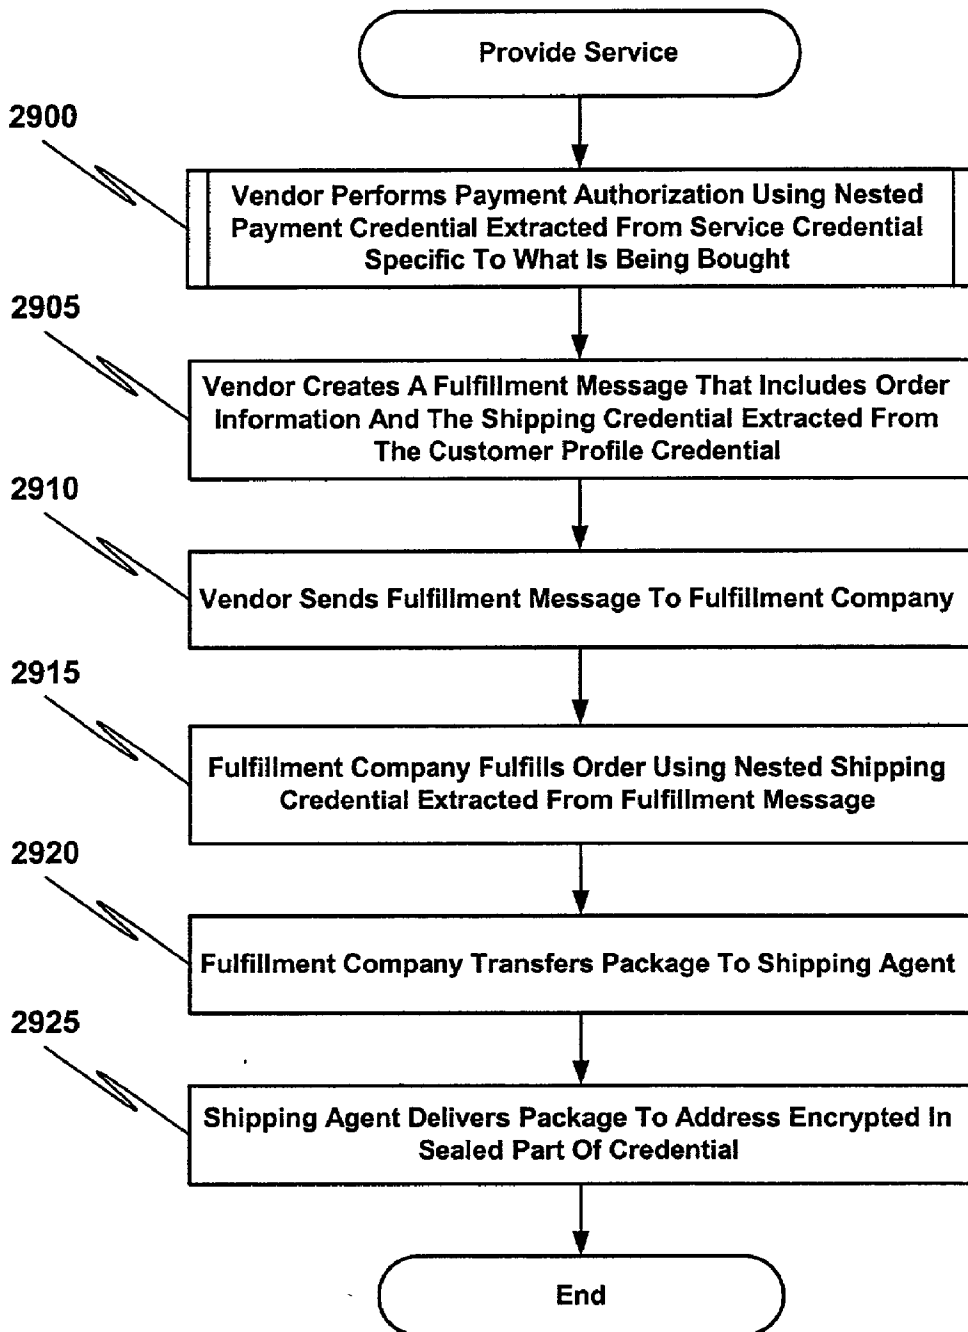 Provide Service
2900
Vendor Performs Payment Authorization Using Nested
Payment Credential Extracted From Service Credential
Specific To What Is Being Bought
2905
Vendor Creates A Fulfillment Message That Includes Order
Information And The Shipping Credential Extracted From
The Customer Profile Credential
2910
Vendor Sends Fulfillment Message To Fulfillment Company
2915
Fulfillment Company Fulfills Order Using Nested Shipping
Credential Extracted From Fulfillment Message
2920
Fulfillment Company Transfers Package To Shipping Agent
2925
Shipping Agent Delivers Package To Address Encrypted In
Sealed Part Of Credential
End